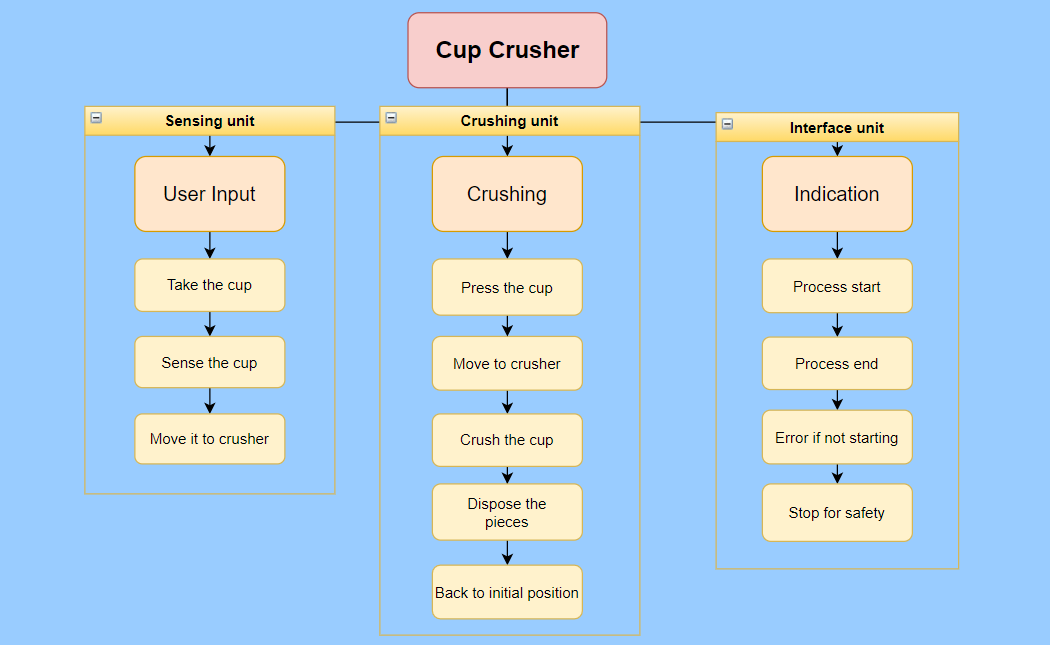 Cup Crusher
Sensing unit
User Input
Take the cup
Sense the cup
Move it to crusher
Crushing unit
Crushing
Press the cup
Move to crusher
Crush the cup
Dispose the
pieces
Back to initial position
Interface unit
Indication
Process start
Process end
Error if not starting
Stop for safety